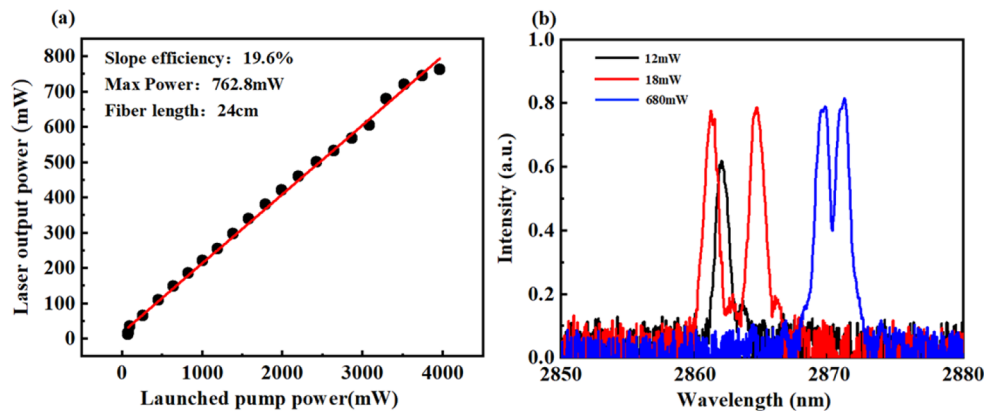 (a)
Slope efficiency: 19.6%
Max Power: 762.8mW
Fiber length: 24cm
800
700
600
500
400
300
200
100
0
Laser output power (mW)
0 1000 2000 3000 4000
Launched pump power(mW)
(b)
12mW
18mW
680mW
1.0
0.8
0.6
0.4
0.2
0.0
Intensity (a.u.)
2850 2860 2870 2880
Wavelength (nm)